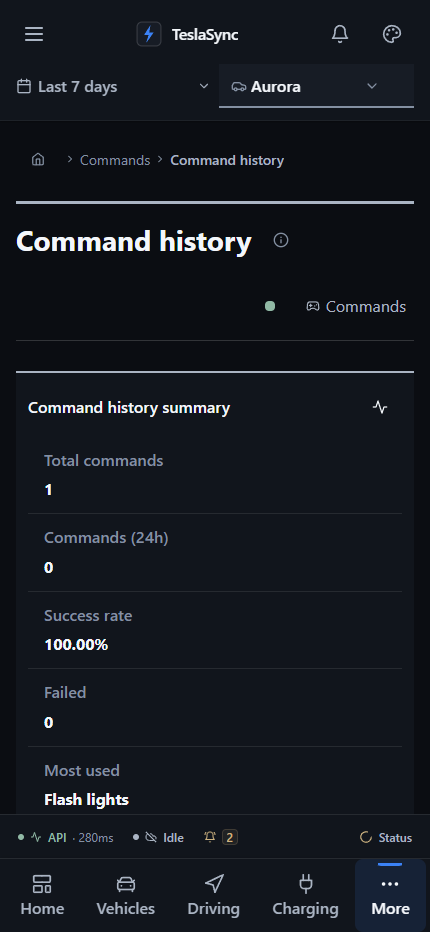 TeslaSync
Last 7 days
Aurora
Commands
Command history
Command history
Commands
Command history summary
Total commands
1
Commands (24h)
0
Success rate
100.00%
Failed
0
Most used
Flash lights
API · 280ms
Idle
2
Status
Home
Vehicles
Driving
Charging
More